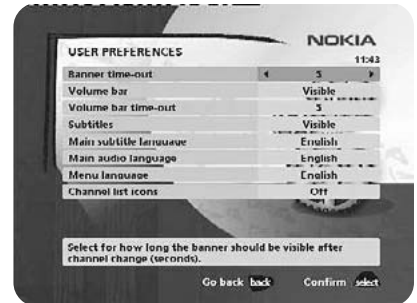 NOKIA
USER PREFERENCES
11:43
Banner time-out 5
Volume bar Visible
Volume bar time-out 5
Subtitles Visible
Main subtitle language English
Main audio language English
Menu language English
Channel list icons Off
Select for how long the banner should be visible after
channel change (seconds).
Go back back Confirm select